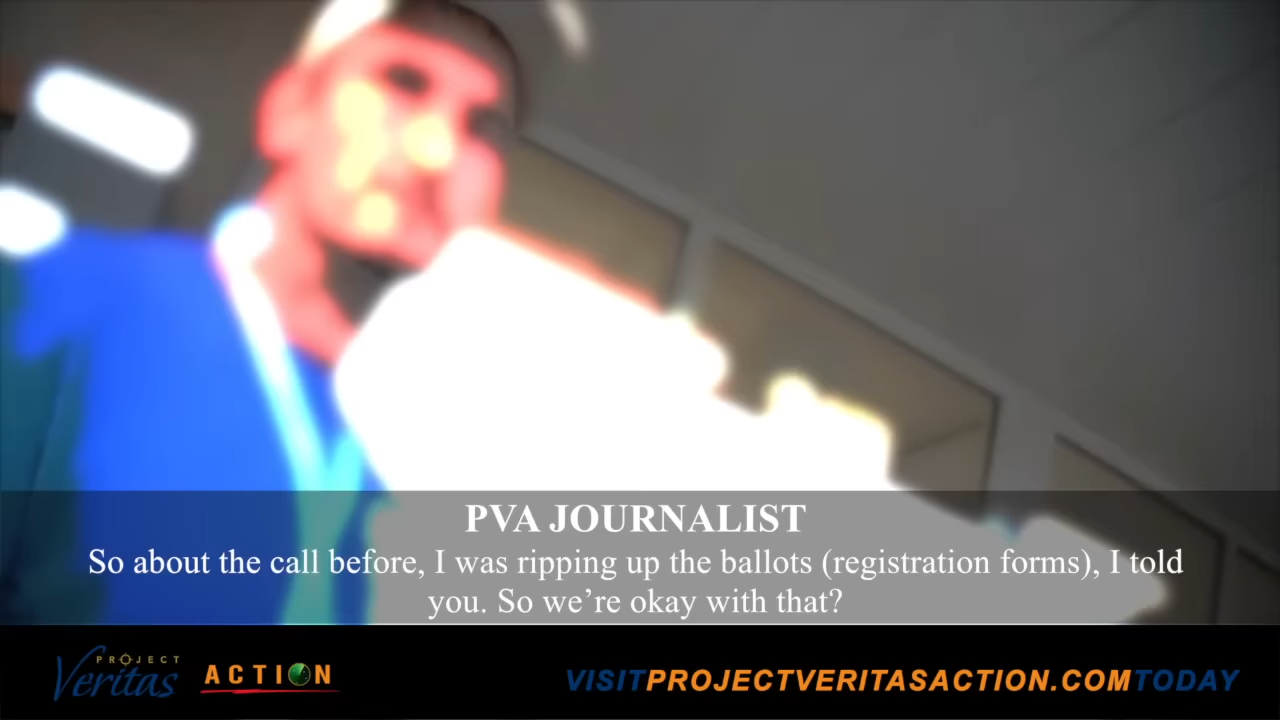 PVA JOURNALIST
So about the call before, I was ripping up the ballots (registration forms), I told
you. So we’re okay with that?
PROJECT
Veritas ACTION
VISITPROJECTVERITASACTION.COMTODAY